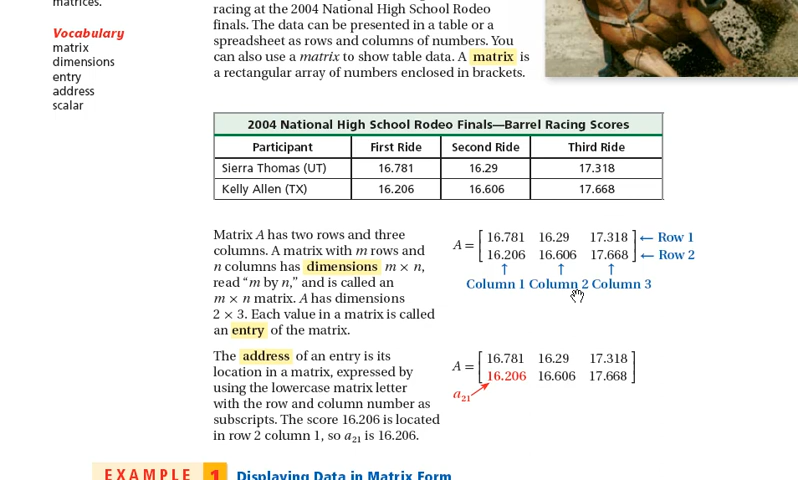 matrices.
Vocabulary
matrix
dimensions
entry
address
scalar
racing at the 2004 National High School Rodeo
finals. The data can be presented in a table or a
spreadsheet as rows and columns of numbers. You
can also use a matrix to show table data. A matrix is
a rectangular array of numbers enclosed in brackets.
2004 National High School Rodeo Finals—Barrel Racing Scores
Participant First Ride Second Ride Third Ride
Sierra Thomas (UT) 16.781 16.29 17.318
Kelly Allen (TX) 16.206 16.606 17.668
Matrix A has two rows and three
columns. A matrix with m rows and
n columns has dimensions m × n,
read “m by n,” and is called an
m × n matrix. A has dimensions
2 × 3. Each value in a matrix is called
an entry of the matrix.
A = [16.781 16.29 17.318] ← Row 1
[16.206 16.606 17.668] ← Row 2
↑ ↑ ↑
Column 1 Column 2 Column 3
The address of an entry is its
location in a matrix, expressed by
using the lowercase matrix letter
with the row and column number as
subscripts. The score 16.206 is located
in row 2 column 1, so a21 is 16.206.
A = [16.781 16.29 17.318]
[16.206 16.606 17.668]
a21
EXAMPLE 1 Displaying Data in Matrix Form